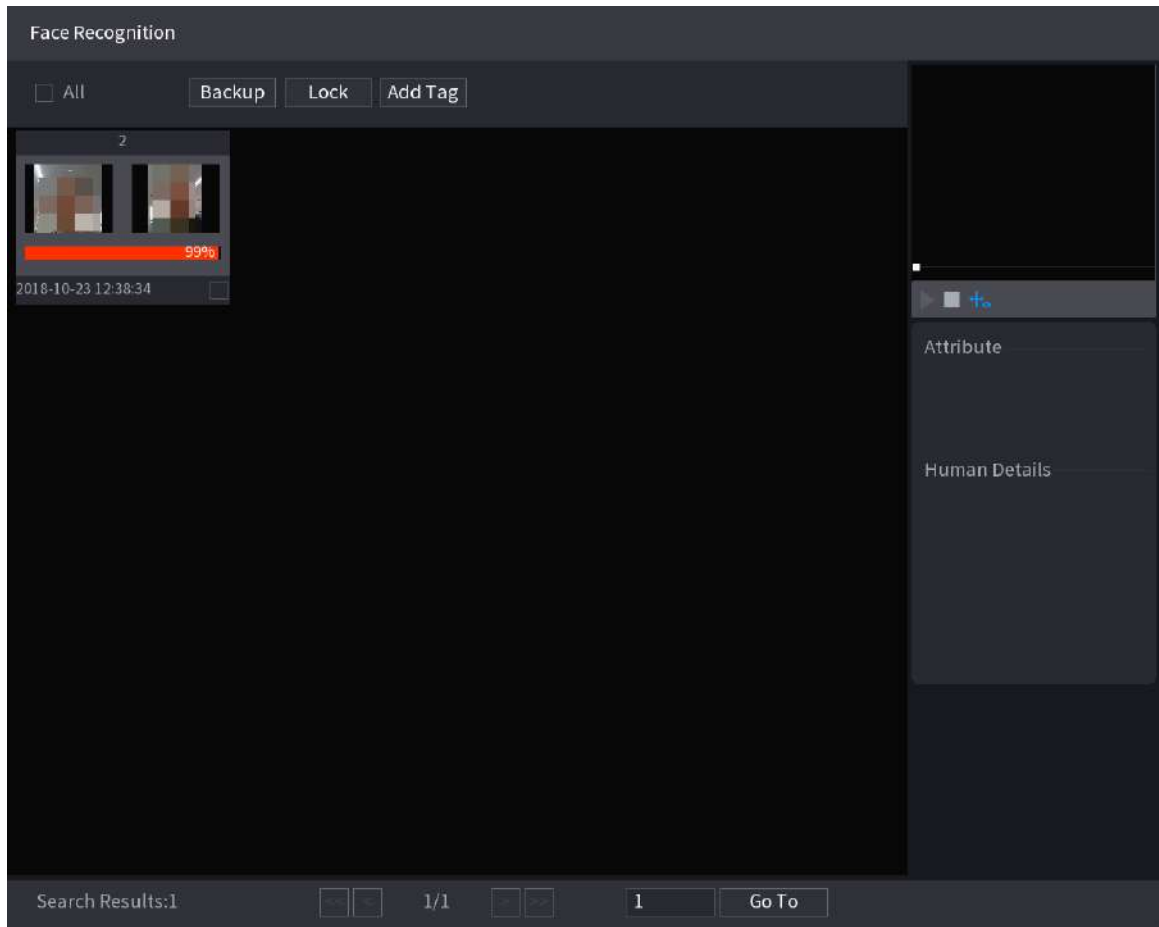 Face Recognition
All Backup Lock Add Tag
2
99%
2018-10-23 12:38:34
Attribute
Human Details
Search Results:1 << < 1/1 > >> 1 Go To